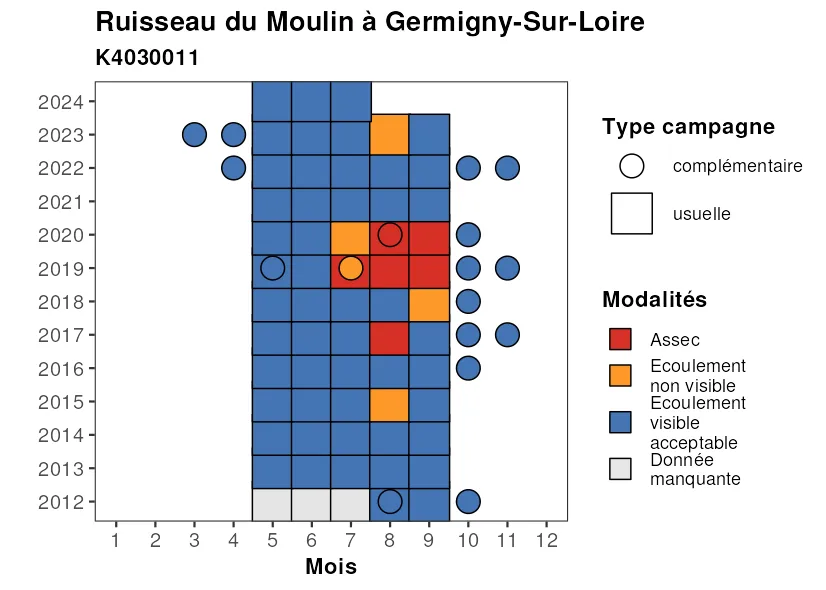 Ruisseau du Moulin à Germigny-Sur-Loire
K4030011
2024
2023
2022
2021
2020
2019
2018
2017
2016
2015
2014
2013
2012
1 2 3 4 5 6 7 8 9 10 11 12
Mois
Type campagne
complémentaire
usuelle
Modalités
Assec
Ecoulement
non visible
Ecoulement
visible
acceptable
Donnée
manquante